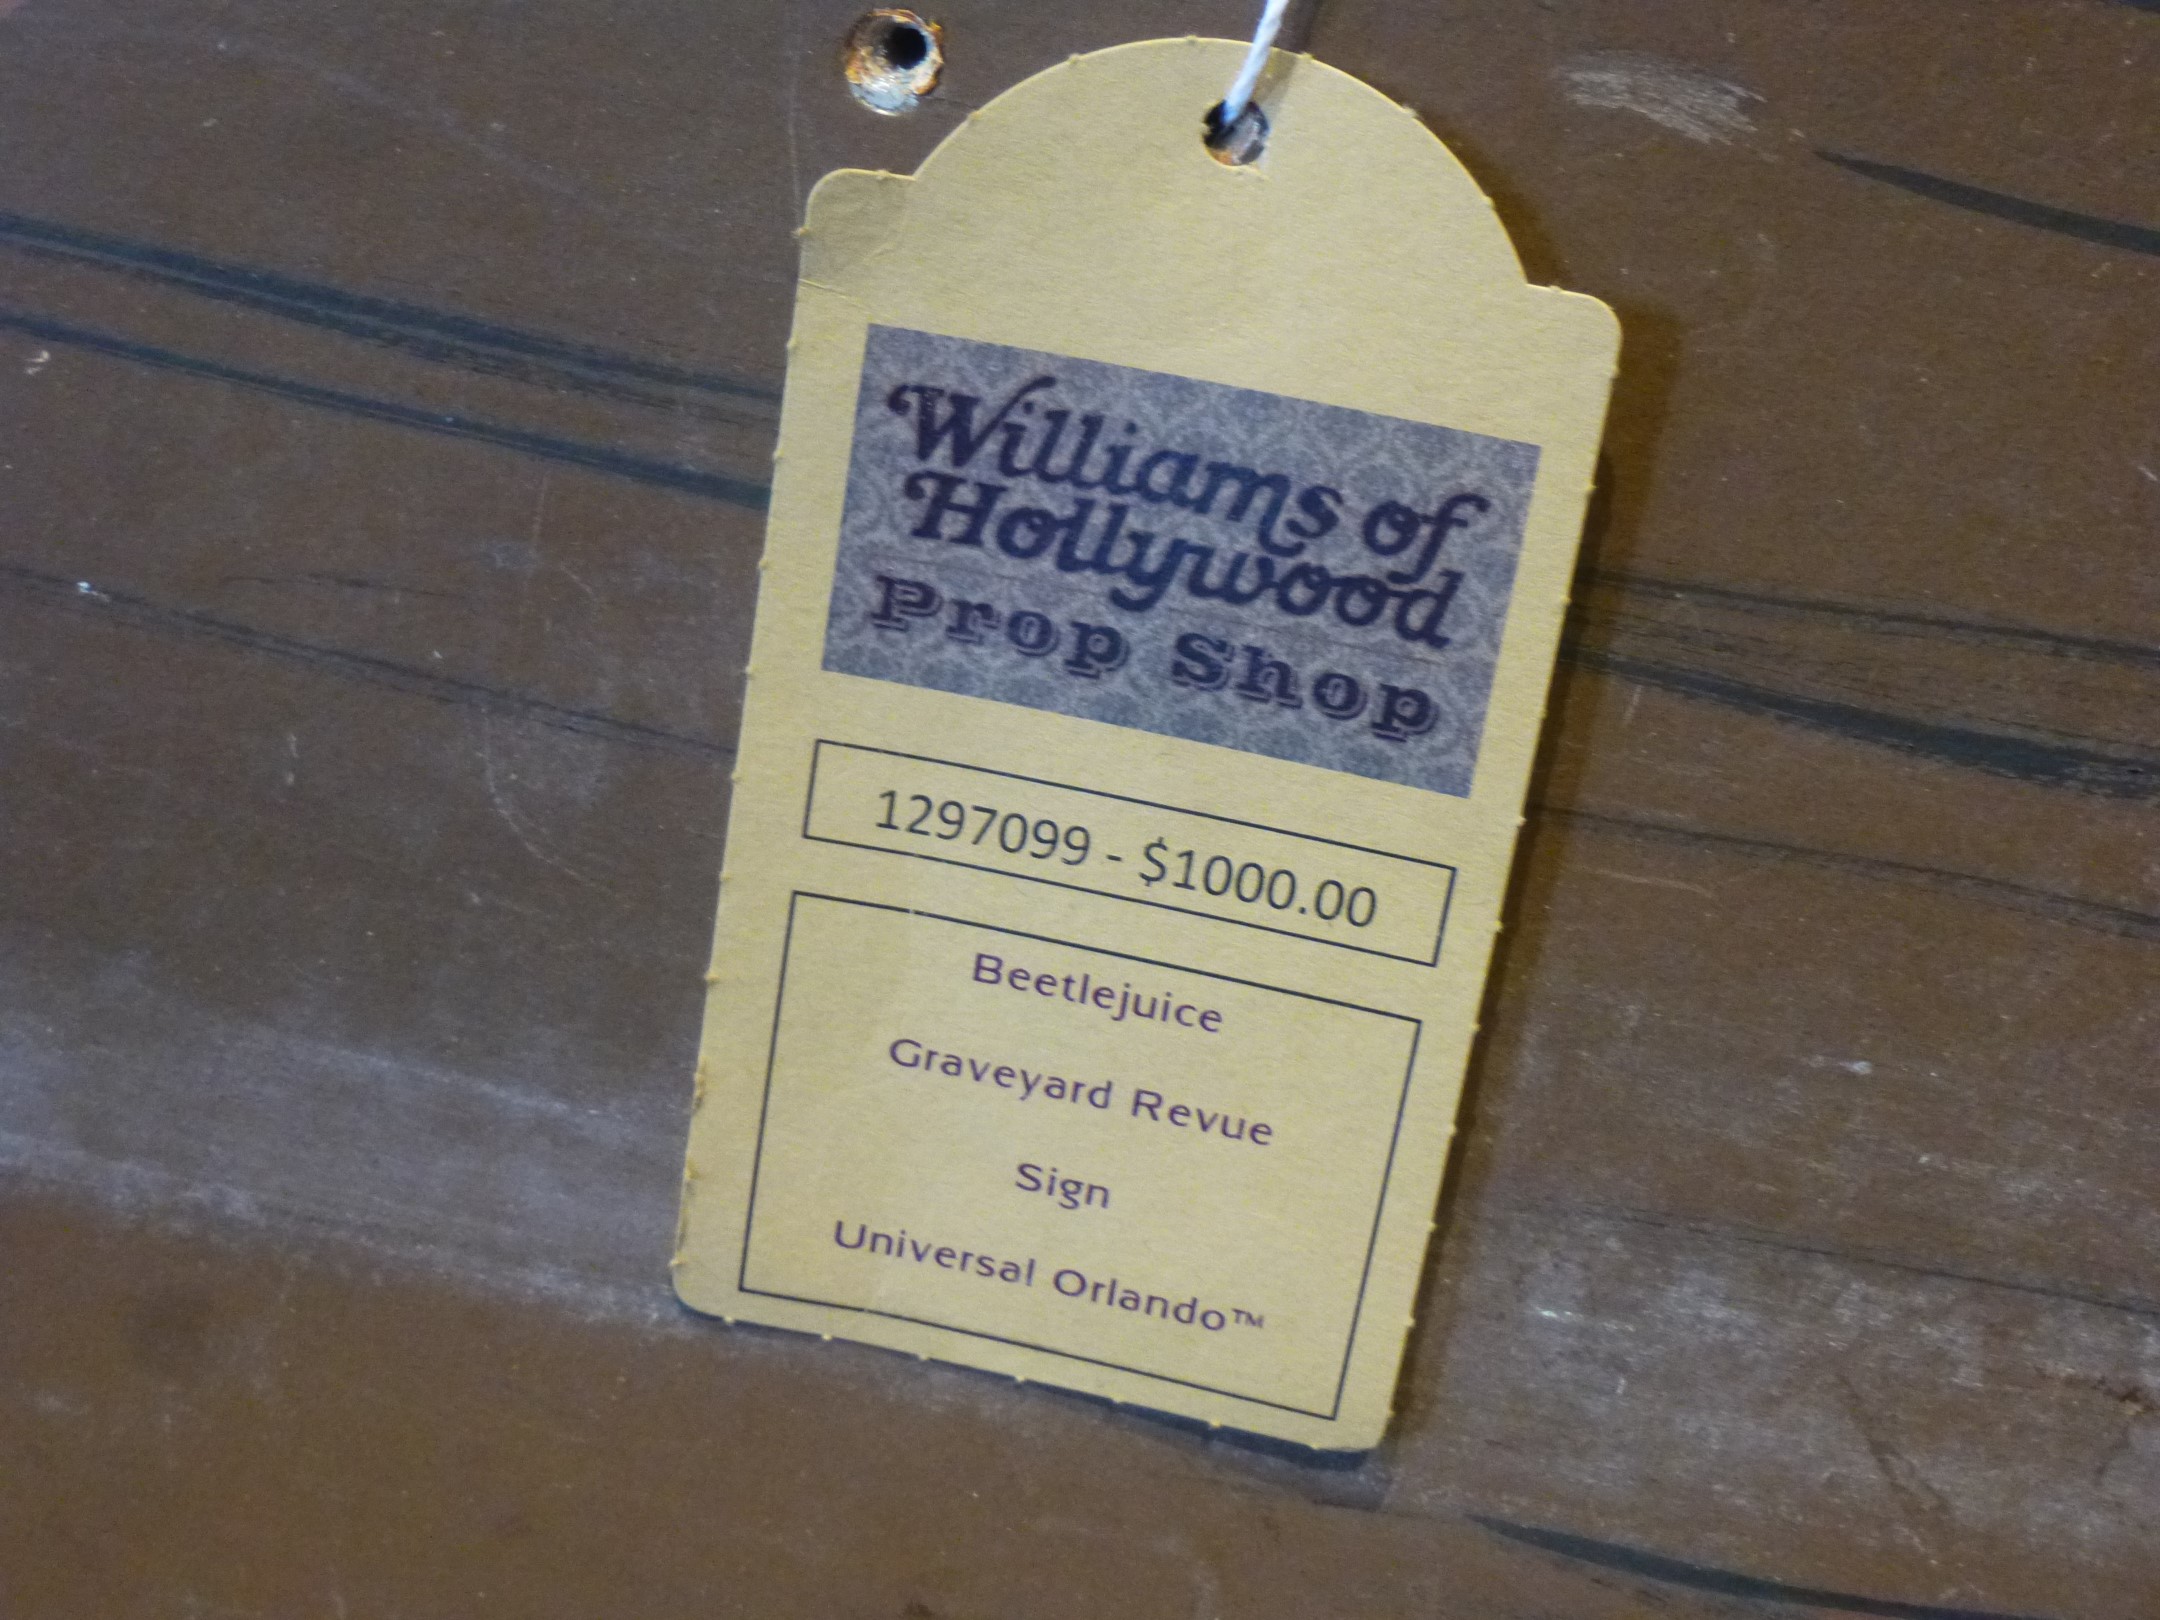 Williams of
Hollywood
Prop Shop
1297099 - $1000.00
Beetlejuice
Graveyard Revue
Sign
Universal Orlando™